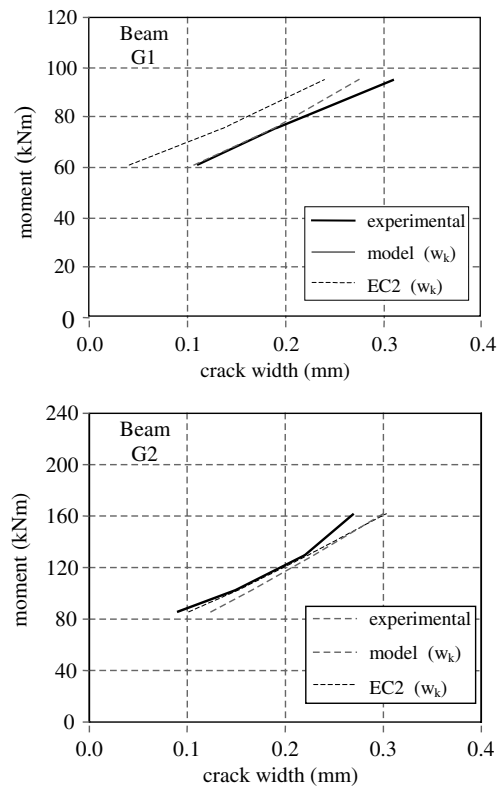 120
100
80
60
40
20
0
moment (kNm)
Beam
G1
experimental
model (wk)
EC2 (wk)
0.0 0.1 0.2 0.3 0.4
crack width (mm)
240
200
160
120
80
40
0
moment (kNm)
Beam
G2
experimental
model (wk)
EC2 (wk)
0.0 0.1 0.2 0.3 0.4
crack width (mm)